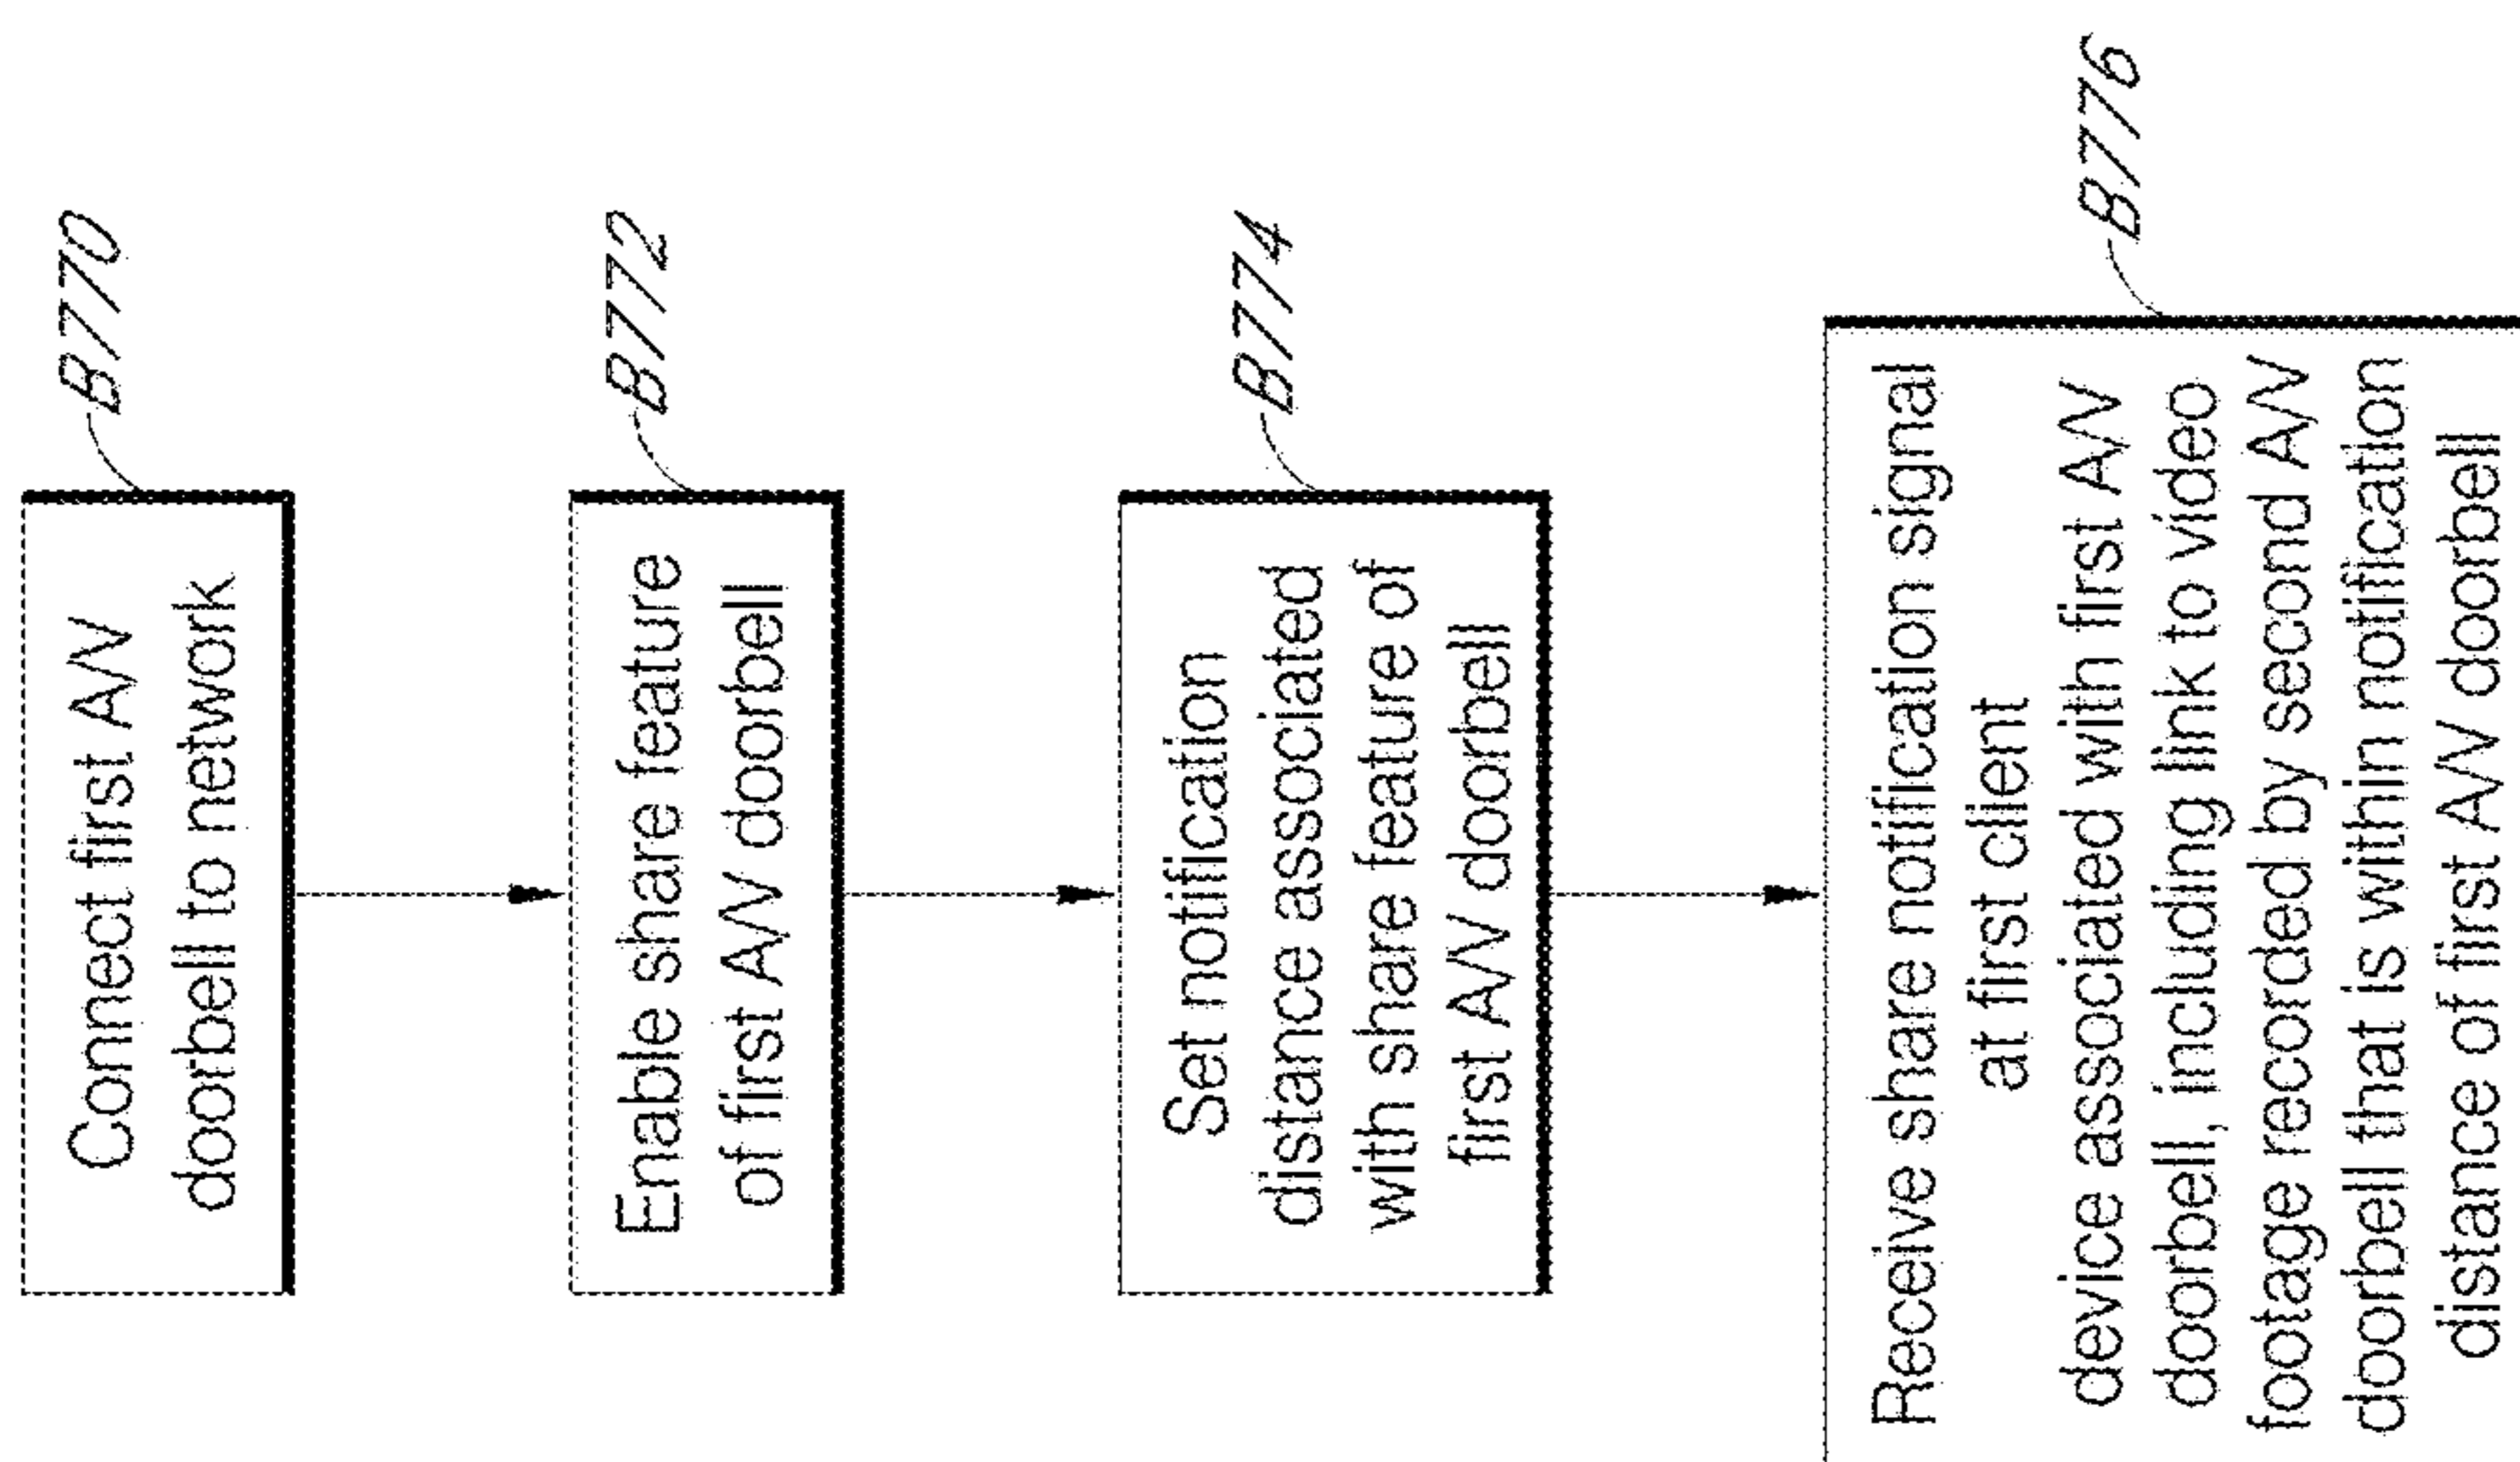 B770
Connect first A/V
doorbell to network
B772
Enable share feature
of first A/V doorbell
B774
Set notification
distance associated
with share feature of
first A/V doorbell
B776
Receive share notification signal
at first client
device associated with first A/V
doorbell, including link to video
footage recorded by second A/V
doorbell that is within notification
distance of first A/V doorbell